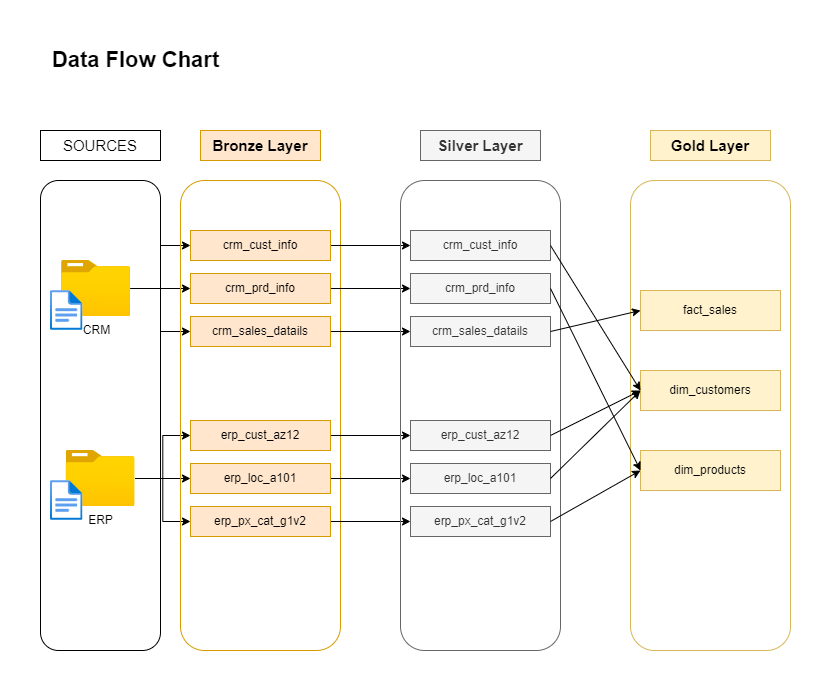 Data Flow Chart
SOURCES
Bronze Layer
Silver Layer
Gold Layer
crm_cust_info
crm_cust_info
crm_prd_info
crm_prd_info
fact_sales
CRM
crm_sales_datails
crm_sales_datails
dim_customers
erp_cust_az12
erp_cust_az12
dim_products
erp_loc_a101
erp_loc_a101
ERP
erp_px_cat_g1v2
erp_px_cat_g1v2